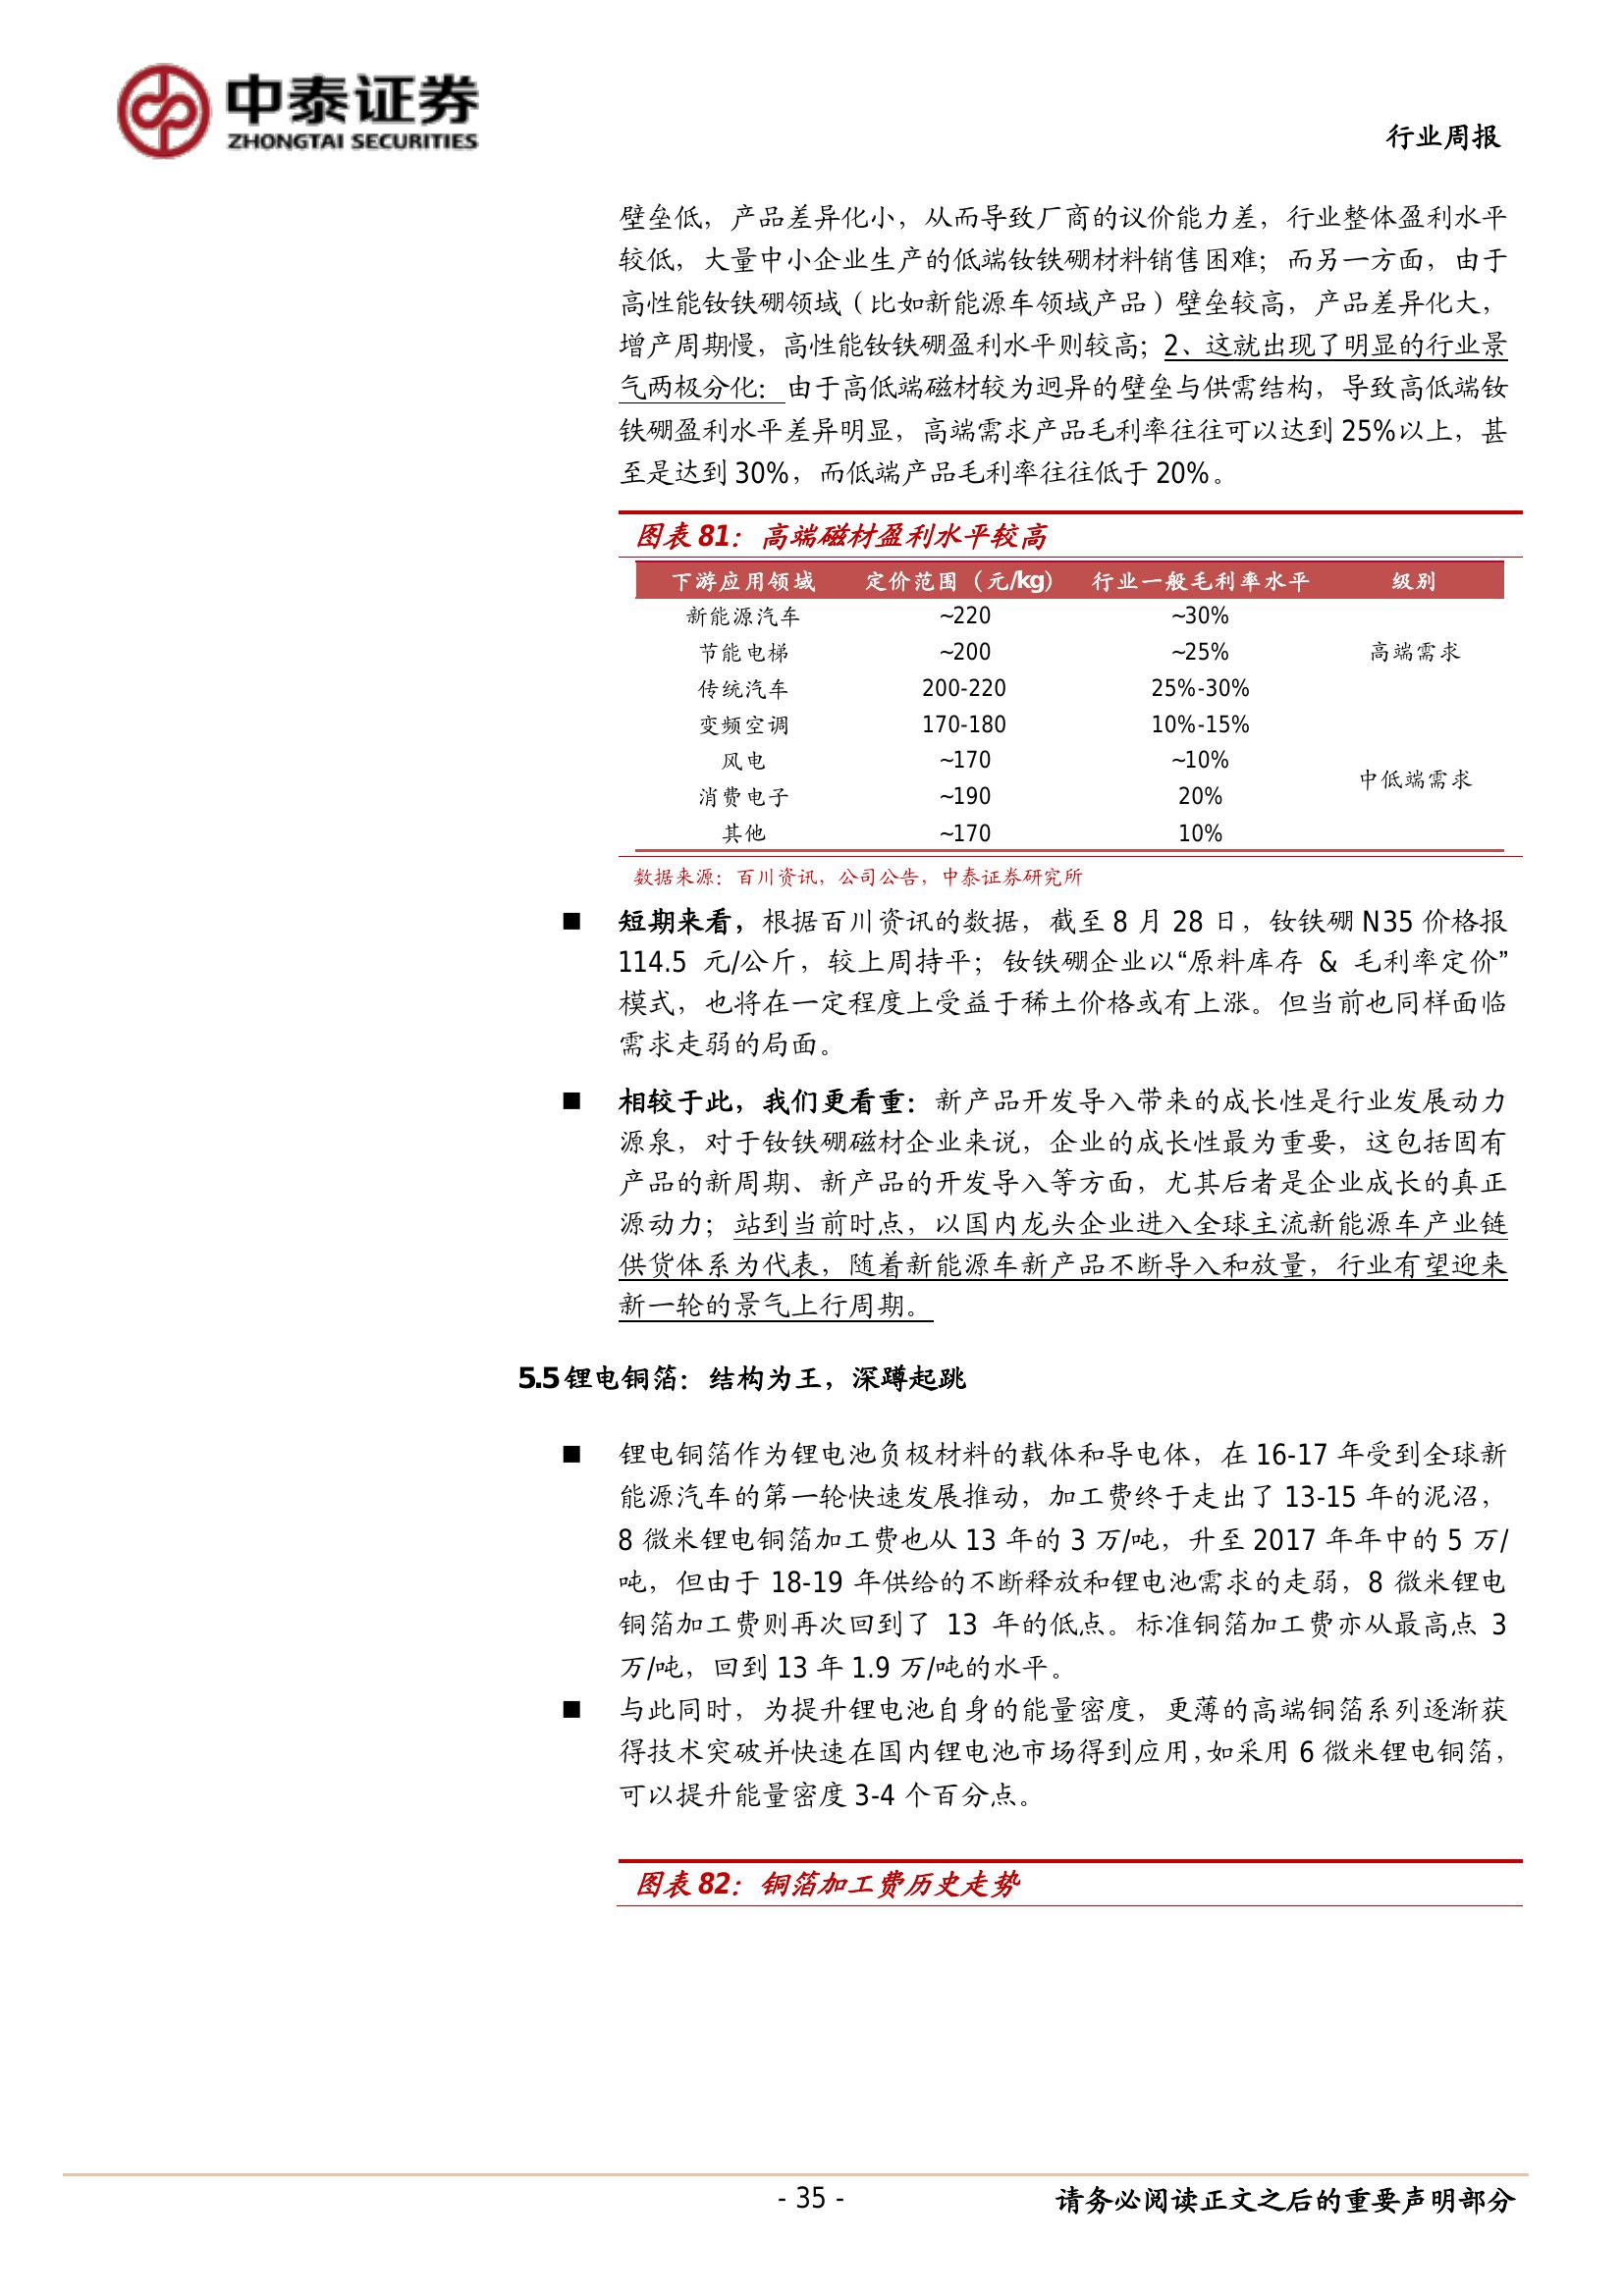 中泰证券
ZHONGTAI SECURITIES
行业周报
壁垒低，产品差异化小，从而导致厂商的议价能力差，行业整体盈利水平
较低，大量中小企业生产的低端钕铁硼材料销售困难；而另一方面，由于
高性能钕铁硼领域（比如新能源车领域产品）壁垒较高，产品差异化大，
增产周期慢，高性能钕铁硼盈利水平则较高；2、这就出现了明显的行业景
气两极分化：由于高低端磁材较为迥异的壁垒与供需结构，导致高低端钕
铁硼盈利水平差异明显，高端需求产品毛利率往往可以达到 25%以上，甚
至是达到 30%，而低端产品毛利率往往低于 20%。
图表 81：高端磁材盈利水平较高
下游应用领域 定价范围（元/kg） 行业一般毛利率水平 级别
新能源汽车 ~220 ~30%
节能电梯 ~200 ~25% 高端需求
传统汽车 200-220 25%-30%
变频空调 170-180 10%-15%
风电 ~170 ~10%
中低端需求
消费电子 ~190 20%
其他 ~170 10%
数据来源：百川资讯，公司公告，中泰证券研究所
■ 短期来看，根据百川资讯的数据，截至 8 月 28 日，钕铁硼 N35 价格报
114.5 元/公斤，较上周持平；钕铁硼企业以“原料库存 & 毛利率定价”
模式，也将在一定程度上受益于稀土价格或有上涨。但当前也同样面临
需求走弱的局面。
■ 相较于此，我们更看重：新产品开发导入带来的成长性是行业发展动力
源泉，对于钕铁硼磁材企业来说，企业的成长性最为重要，这包括固有
产品的新周期、新产品的开发导入等方面，尤其后者是企业成长的真正
源动力；站到当前时点，以国内龙头企业进入全球主流新能源车产业链
供货体系为代表，随着新能源车新产品不断导入和放量，行业有望迎来
新一轮的景气上行周期。
5.5 锂电铜箔：结构为王，深蹲起跳
■ 锂电铜箔作为锂电池负极材料的载体和导电体，在 16-17 年受到全球新
能源汽车的第一轮快速发展推动，加工费终于走出了 13-15 年的泥沼，
8 微米锂电铜箔加工费也从 13 年的 3 万/吨，升至 2017 年年中的 5 万/
吨，但由于 18-19 年供给的不断释放和锂电池需求的走弱，8 微米锂电
铜箔加工费则再次回到了 13 年的低点。标准铜箔加工费亦从最高点 3
万/吨，回到 13 年 1.9 万/吨的水平。
■ 与此同时，为提升锂电池自身的能量密度，更薄的高端铜箔系列逐渐获
得技术突破并快速在国内锂电池市场得到应用，如采用 6 微米锂电铜箔，
可以提升能量密度 3-4 个百分点。
图表 82：铜箔加工费历史走势
- 35 -
请务必阅读正文之后的重要声明部分